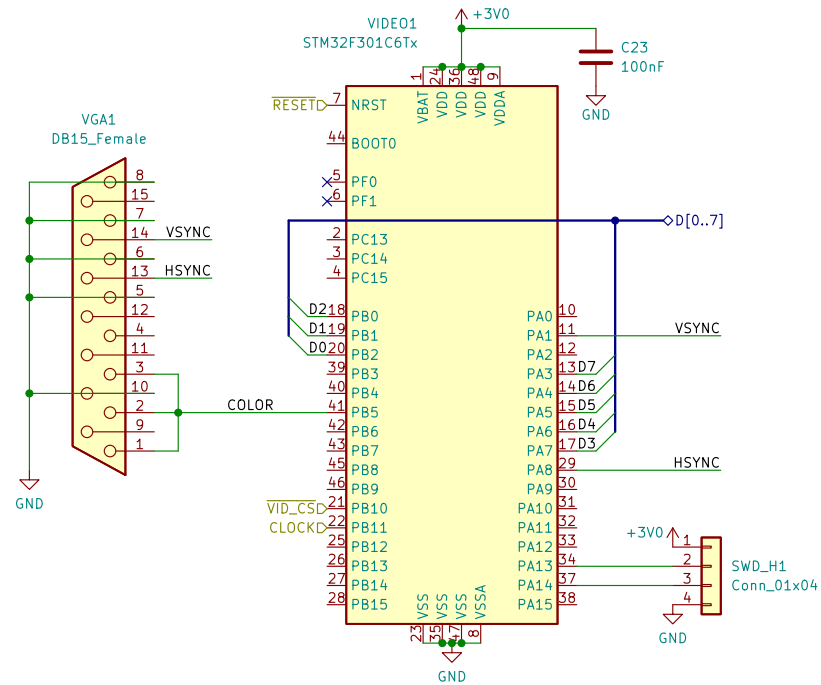 +3V0
VIDEO1
STM32F301C6Tx
C23
100nF
GND
1
24
36
48
9
VBAT
VDD
VDD
VDD
VDDA
RESET
7
NRST
44
BOOT0
5
PF0
6
PF1
D[0..7]
2
PC13
3
PC14
4
PC15
D2
18
PB0
D1
19
PB1
D0
20
PB2
39
PB3
40
PB4
COLOR
41
PB5
42
PB6
43
PB7
45
PB8
46
PB9
VID_CS
21
PB10
CLOCK
22
PB11
25
PB12
26
PB13
27
PB14
28
PB15
PA0
10
PA1
11
VSYNC
PA2
12
PA3
13
D7
PA4
14
D6
PA5
15
D5
PA6
16
D4
PA7
17
D3
PA8
29
HSYNC
PA9
30
PA10
31
PA11
32
PA12
33
PA13
34
PA14
37
PA15
38
VSS
VSS
VSS
VSSA
23
35
47
8
GND
VGA1
DB15_Female
8
15
7
14
VSYNC
6
13
HSYNC
5
12
4
11
3
10
2
9
1
GND
+3V0
1
2
3
4
SWD_H1
Conn_01x04
GND